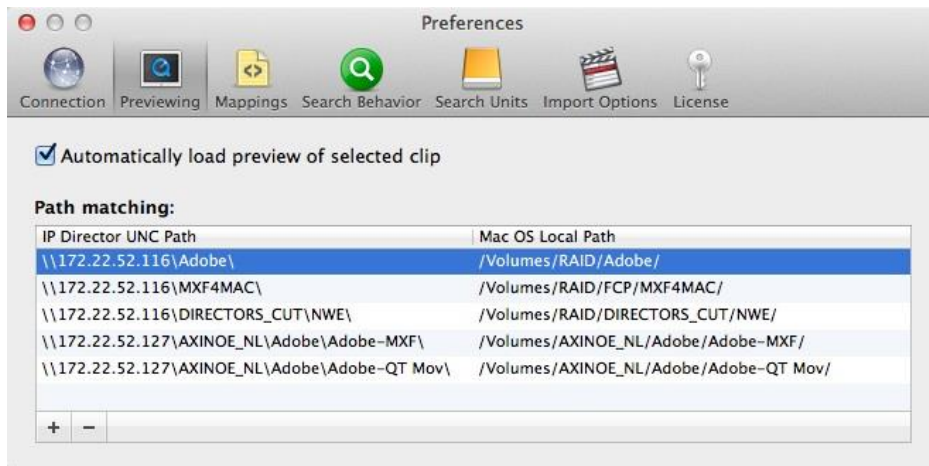 Preferences
Connection Previewing Mappings Search Behavior Search Units Import Options License
Automatically load preview of selected clip
Path matching:
IP Director UNC Path Mac OS Local Path
\\172.22.52.116\Adobe\ /Volumes/RAID/Adobe/
\\172.22.52.116\MXF4MAC\ /Volumes/RAID/FCP/MXF4MAC/
\\172.22.52.116\DIRECTORS_CUT\NWE\ /Volumes/RAID/DIRECTORS_CUT/NWE/
\\172.22.52.127\AXINOE_NL\Adobe\Adobe-MXF\ /Volumes/AXINOE_NL/Adobe/Adobe-MXF/
\\172.22.52.127\AXINOE_NL\Adobe\Adobe-QT Mov\ /Volumes/AXINOE_NL/Adobe/Adobe-QT Mov/
+ −